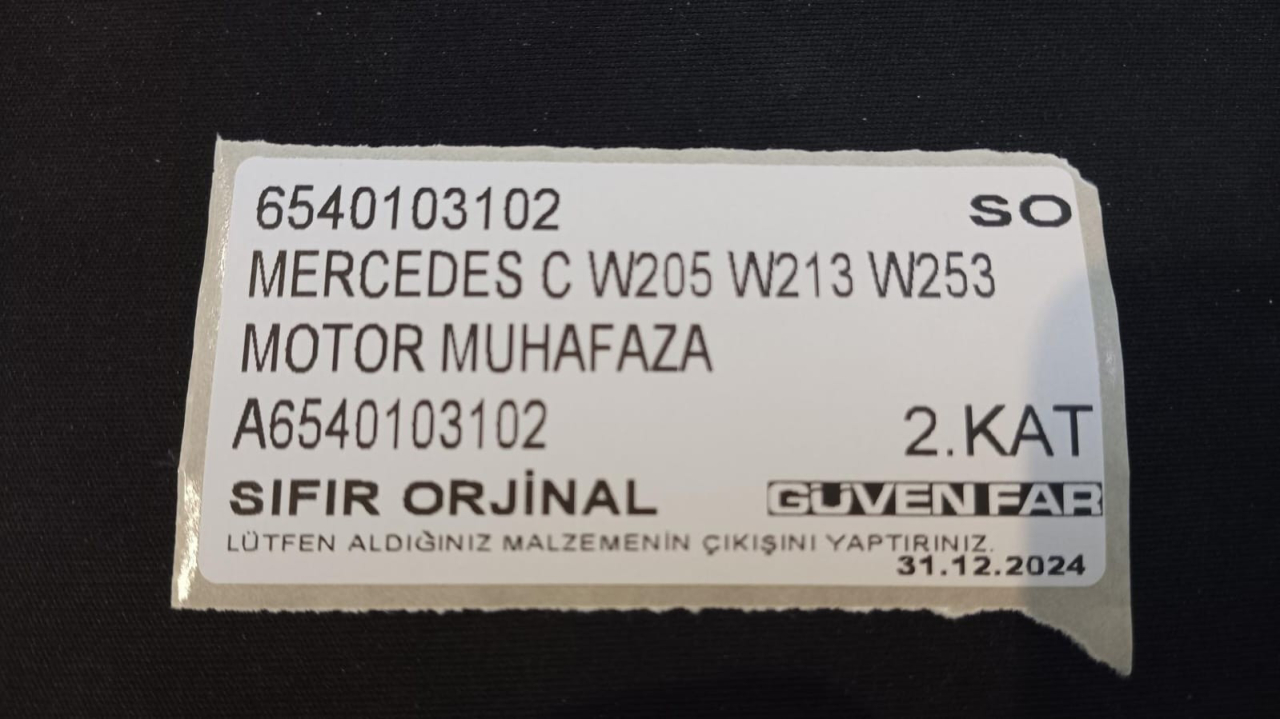 6540103102 SO
MERCEDES C W205 W213 W253
MOTOR MUHAFAZA
A6540103102 2.KAT
SIFIR ORJİNAL GÜVEN FAR
LÜTFEN ALDIĞINIZ MALZEMENİN ÇIKIŞINI YAPTIRINIZ.
31.12.2024